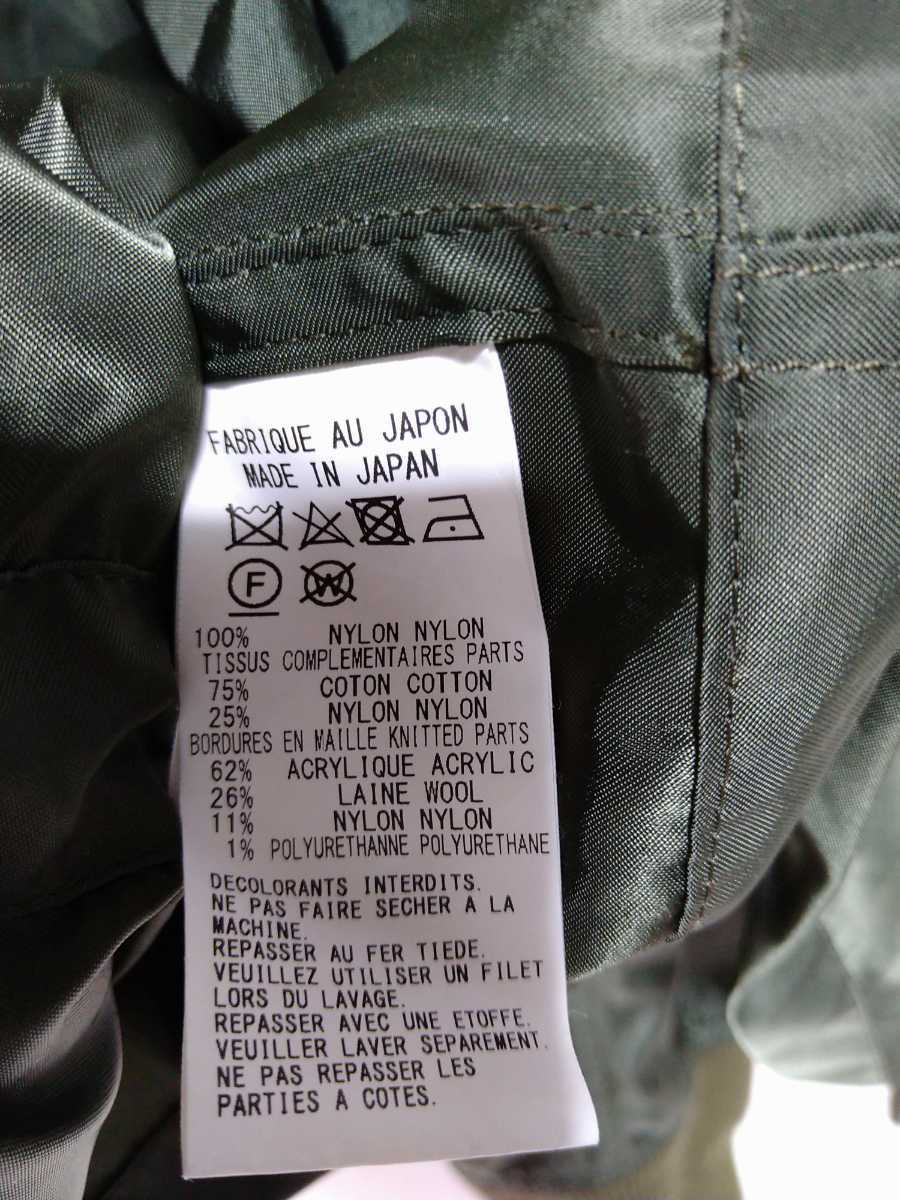 FABRIQUE AU JAPON
MADE IN JAPAN
F W
100% NYLON NYLON
TISSUS COMPLEMENTAIRES PARTS
75% COTON COTTON
25% NYLON NYLON
BORDURES EN MAILLE KNITTED PARTS
62% ACRYLIQUE ACRYLIC
26% LAINE WOOL
11% NYLON NYLON
1% POLYURETHANNE POLYURETHANE
DECOLORANTS INTERDITS.
NE PAS FAIRE SECHER A LA
MACHINE.
REPASSER AU FER TIEDE.
VEUILLEZ UTILISER UN FILET
LORS DU LAVAGE.
REPASSER AVEC UNE ETOFFE.
VEUILLER LAVER SEPAREMENT.
NE PAS REPASSER LES
PARTIES A COTES.